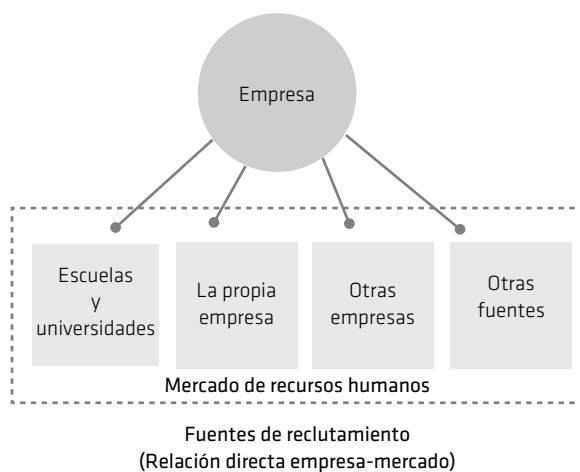 Empresa
Escuelas
y
universidades
La propia
empresa
Otras
empresas
Otras
fuentes
Mercado de recursos humanos
Fuentes de reclutamiento
(Relación directa empresa-mercado)